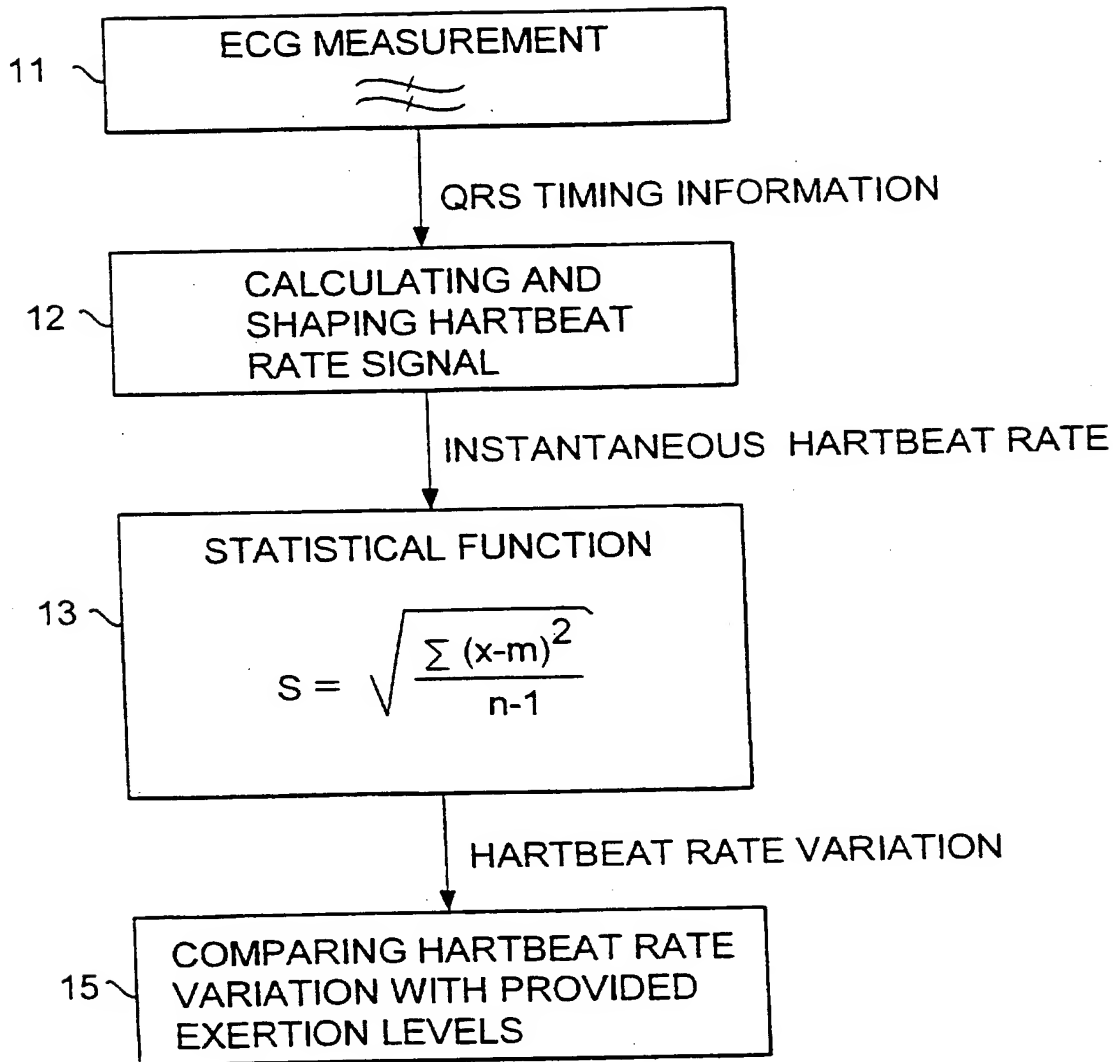 ECG MEASUREMENT
11
QRS TIMING INFORMATION
CALCULATING AND
12
SHAPING HARTBEAT
RATE SIGNAL
INSTANTANEOUS HARTBEAT RATE
STATISTICAL FUNCTION
13
S = √(Σ (x-m)² / n-1)
HARTBEAT RATE VARIATION
COMPARING HARTBEAT RATE
15
VARIATION WITH PROVIDED
EXERTION LEVELS